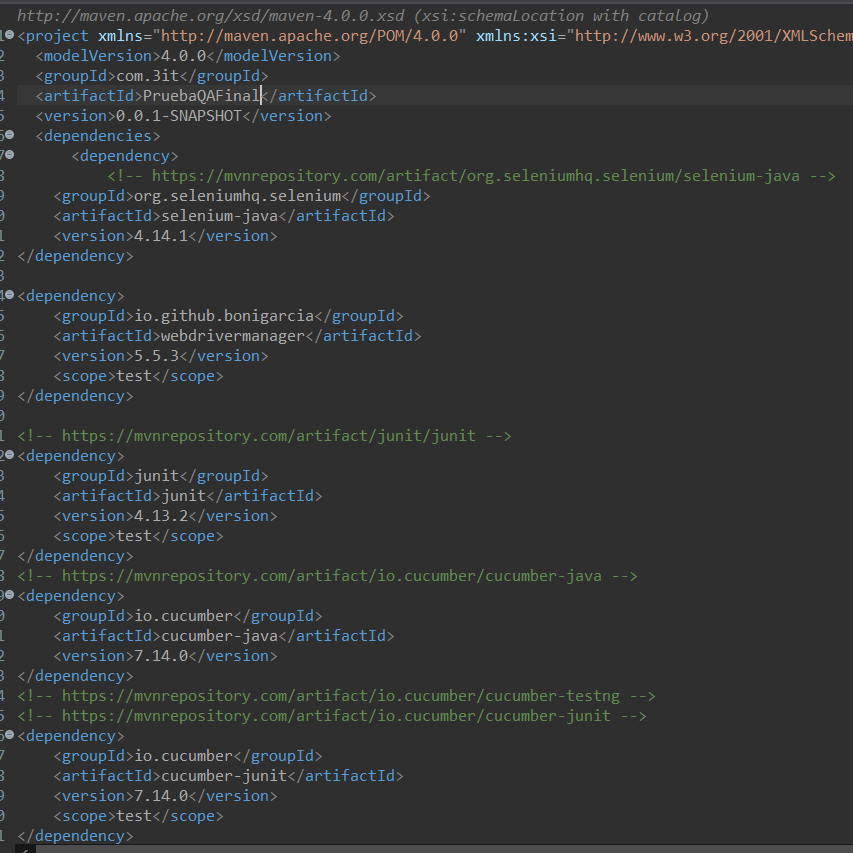 http://maven.apache.org/xsd/maven-4.0.0.xsd (xsi:schemaLocation with catalog)
1 <project xmlns="http://maven.apache.org/POM/4.0.0" xmlns:xsi="http://www.w3.org/2001/XMLSchem
2 <modelVersion>4.0.0</modelVersion>
3 <groupId>com.3it</groupId>
4 <artifactId>PruebaQAFinal</artifactId>
5 <version>0.0.1-SNAPSHOT</version>
6 <dependencies>
7 <dependency>
8 <!-- https://mvnrepository.com/artifact/org.seleniumhq.selenium/selenium-java -->
9 <groupId>org.seleniumhq.selenium</groupId>
0 <artifactId>selenium-java</artifactId>
1 <version>4.14.1</version>
2 </dependency>
3
4 <dependency>
5 <groupId>io.github.bonigarcia</groupId>
6 <artifactId>webdrivermanager</artifactId>
7 <version>5.5.3</version>
8 <scope>test</scope>
9 </dependency>
0
1 <!-- https://mvnrepository.com/artifact/junit/junit -->
2 <dependency>
3 <groupId>junit</groupId>
4 <artifactId>junit</artifactId>
5 <version>4.13.2</version>
6 <scope>test</scope>
7 </dependency>
8 <!-- https://mvnrepository.com/artifact/io.cucumber/cucumber-java -->
9 <dependency>
0 <groupId>io.cucumber</groupId>
1 <artifactId>cucumber-java</artifactId>
2 <version>7.14.0</version>
3 </dependency>
4 <!-- https://mvnrepository.com/artifact/io.cucumber/cucumber-testng -->
5 <!-- https://mvnrepository.com/artifact/io.cucumber/cucumber-junit -->
6 <dependency>
7 <groupId>io.cucumber</groupId>
8 <artifactId>cucumber-junit</artifactId>
9 <version>7.14.0</version>
0 <scope>test</scope>
1 </dependency>